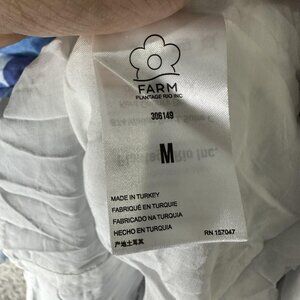 FARM
PLANTAGE RIO INC
306149
M
MADE IN TURKEY
FABRIQUÉ EN TURQUIE
FABRICADO NA TURQUIA
HECHO EN TURQUIA
产地土耳其
RN 157047